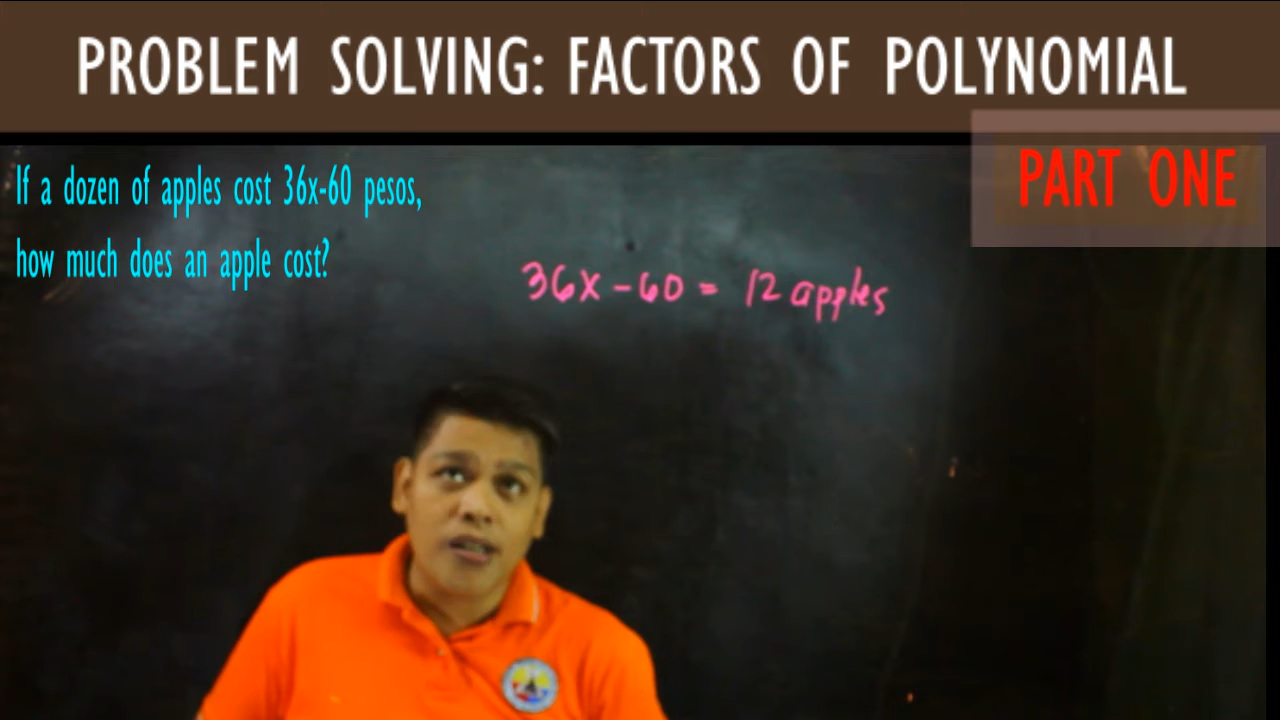 PROBLEM SOLVING: FACTORS OF POLYNOMIAL
PART ONE
If a dozen of apples cost 36x-60 pesos,
how much does an apple cost?
36x - 60 = 12 apples